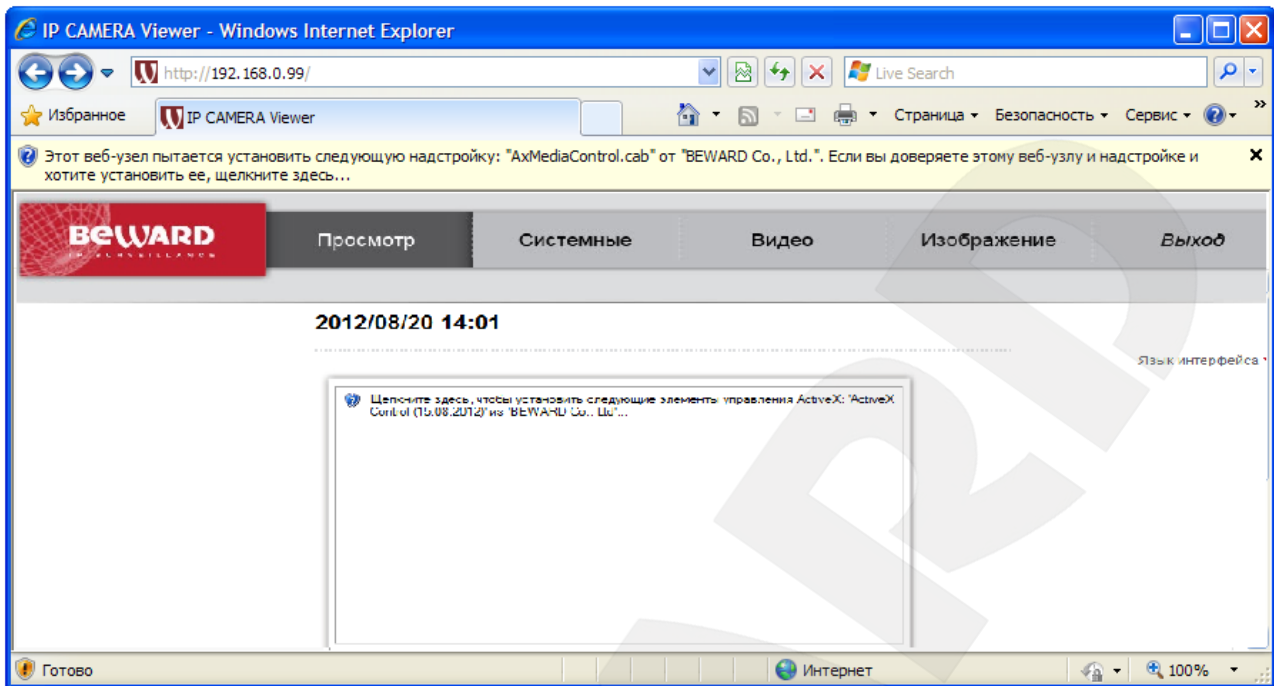 IP CAMERA Viewer - Windows Internet Explorer
http://192.168.0.99/
Live Search
Избранное
IP CAMERA Viewer
Страница
Безопасность
Сервис
Этот веб-узел пытается установить следующую надстройку: "AxMediaControl.cab" от "BEWARD Co., Ltd.". Если вы доверяете этому веб-узлу и надстройке и
хотите установить ее, щелкните здесь...
BEWARD
IP SURVEILLANCE
Просмотр
Системные
Видео
Изображение
Выход
2012/08/20 14:01
Язык интерфейса
Щелкните здесь, чтобы установить следующие элементы управления ActiveX: "ActiveX
Control (15.08.2012)" из "BEWARD Co., Ltd"...
Готово
Интернет
100%